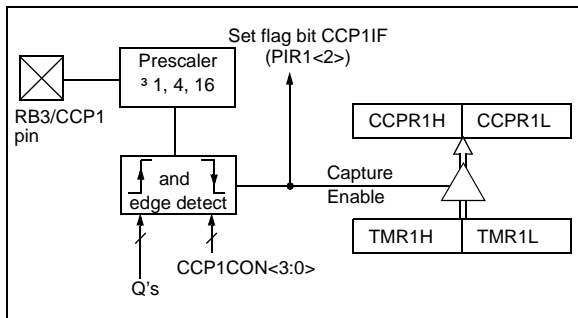 Set flag bit CCP1IF
(PIR1<2>)
Prescaler
³ 1, 4, 16
RB3/CCP1
pin
CCPR1H
CCPR1L
and
edge detect
Capture
Enable
TMR1H
TMR1L
CCP1CON<3:0>
Q's